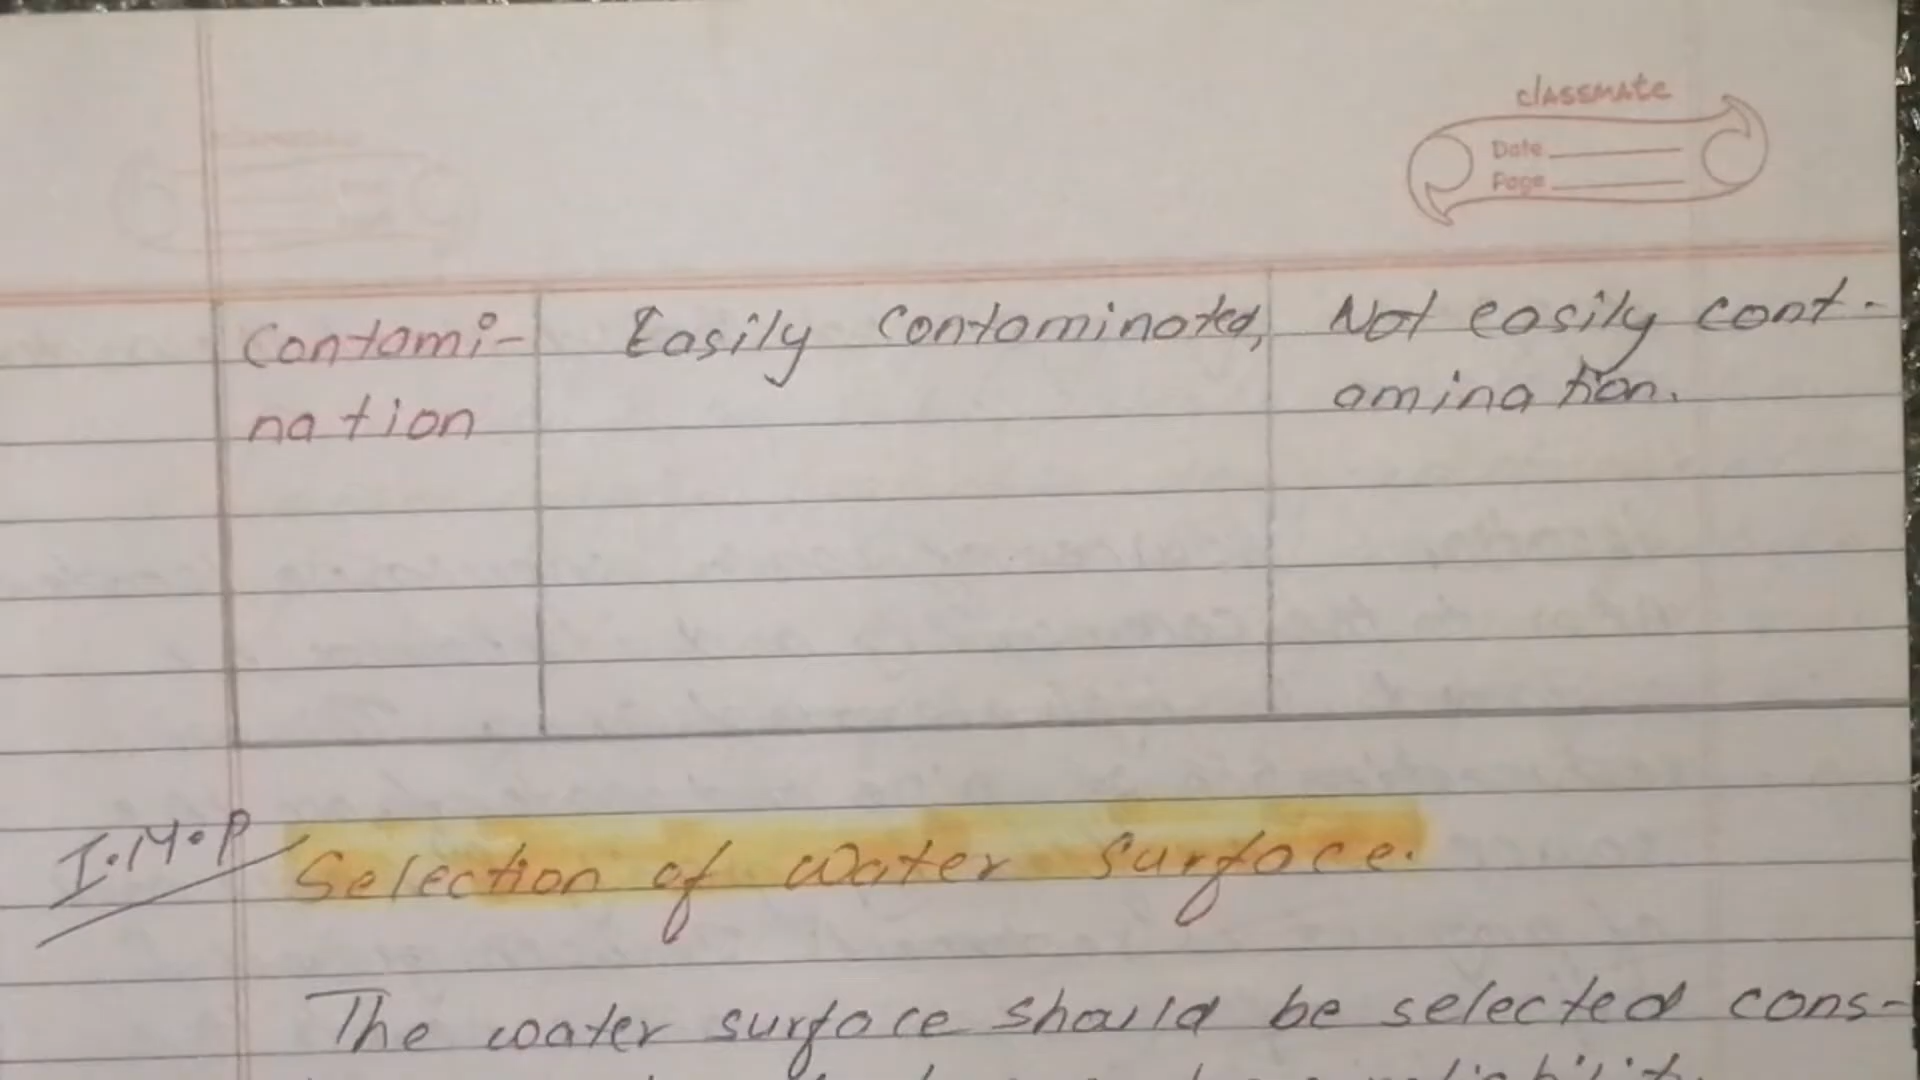 classmate
Date
Page
Contami- Easily contaminated, Not easily cont-
nation amination.
I.M.P Selection of water surface.
The water surface should be selected cons-